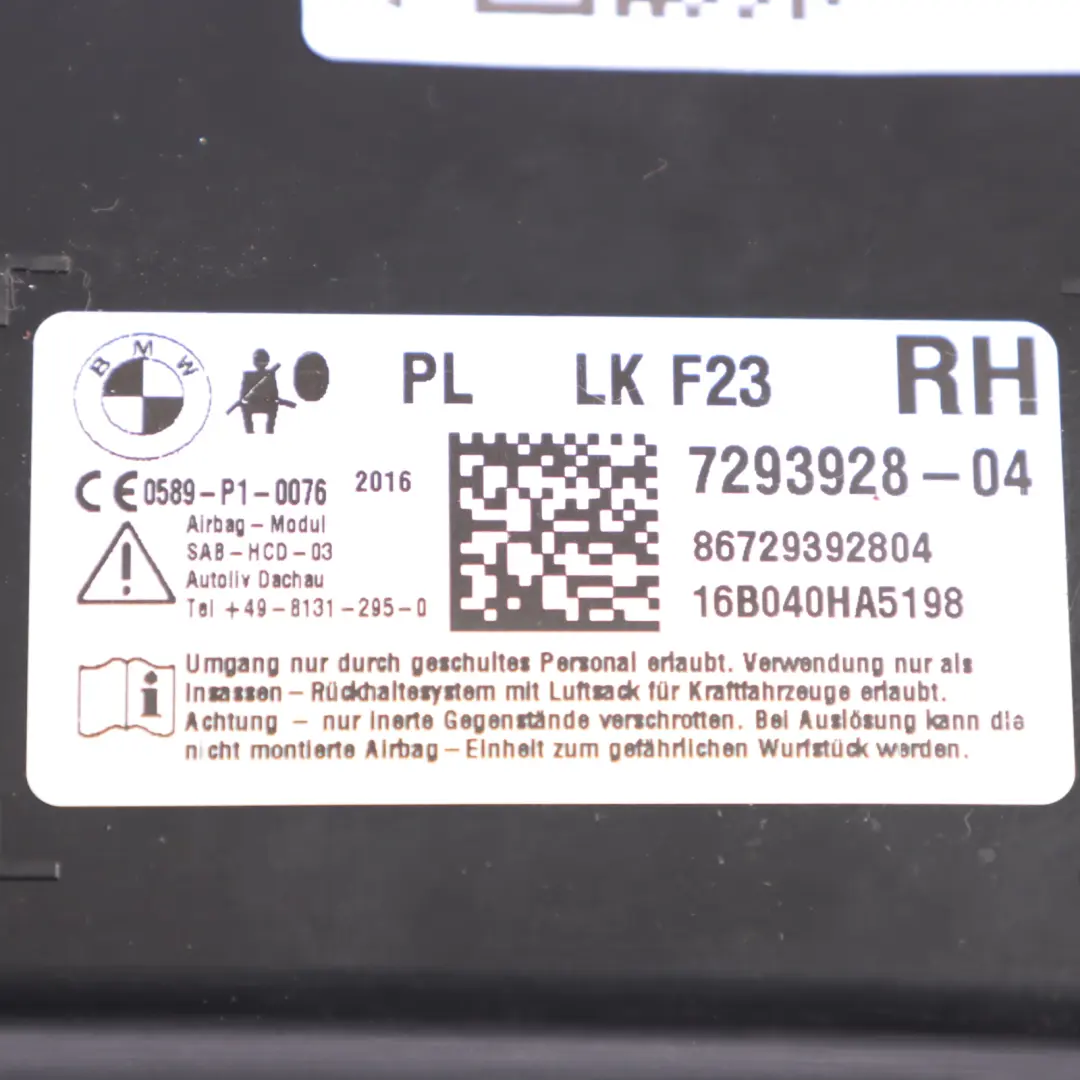 BMW
PL LK F23 RH
CE 0589-P1-0076 2016
7293928-04
Airbag-Modul
SAB-HCD-03
Autoliv Dachau
Tel +49-8131-295-0
86729392804
16B040HA5198
Umgang nur durch geschultes Personal erlaubt. Verwendung nur als
Insassen-Rückhaltesystem mit Luftsack für Kraftfahrzeuge erlaubt.
Achtung - nur inerte Gegenstände verschrotten. Bei Auslösung kann die
nicht montierte Airbag-Einheit zum gefährlichen Wurfstück werden.